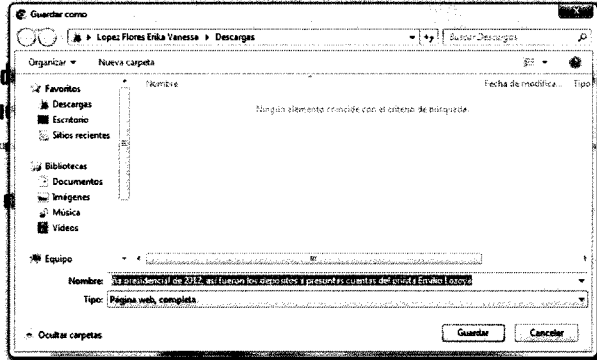 Guardar como
Lopez Flores Erika Vanessa ▸ Descargas
Buscar Descargas
Organizar
Nueva carpeta
Nombre
Fecha de modifica...
Tipo
Favoritos
Descargas
Escritorio
Sitios recientes
Ningún elemento coincide con el criterio de búsqueda.
Bibliotecas
Documentos
Imágenes
Música
Videos
Equipo
Nombre: presidencial de 2012, así fueron los depósitos a presuntas cuentas del priista Emilio Lozoya
Tipo: Página web, completa
Ocultar carpetas
Guardar
Cancelar